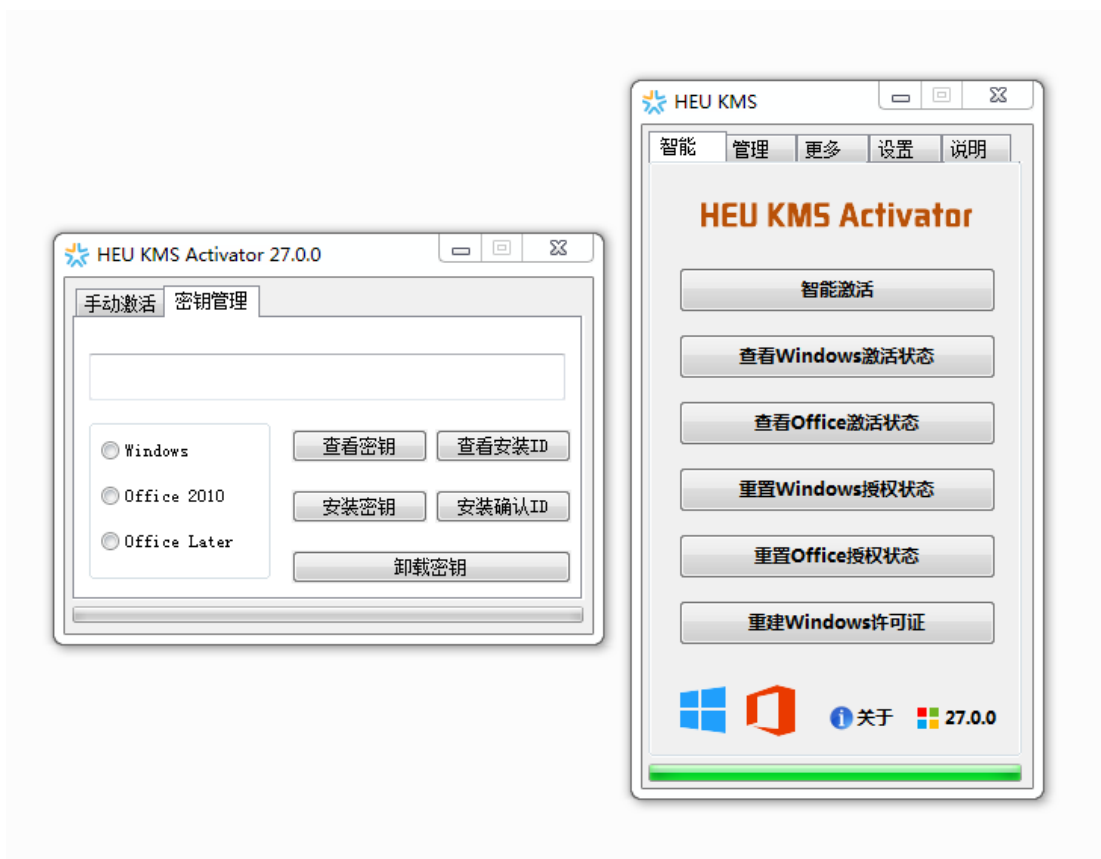 HEU KMS Activator 27.0.0
手动激活 密钥管理
Windows
Office 2010
Office Later
查看密钥 查看安装ID
安装密钥 安装确认ID
卸载密钥
HEU KMS
智能 管理 更多 设置 说明
HEU KMS Activator
智能激活
查看Windows激活状态
查看Office激活状态
重置Windows授权状态
重置Office授权状态
重建Windows许可证
关于 27.0.0